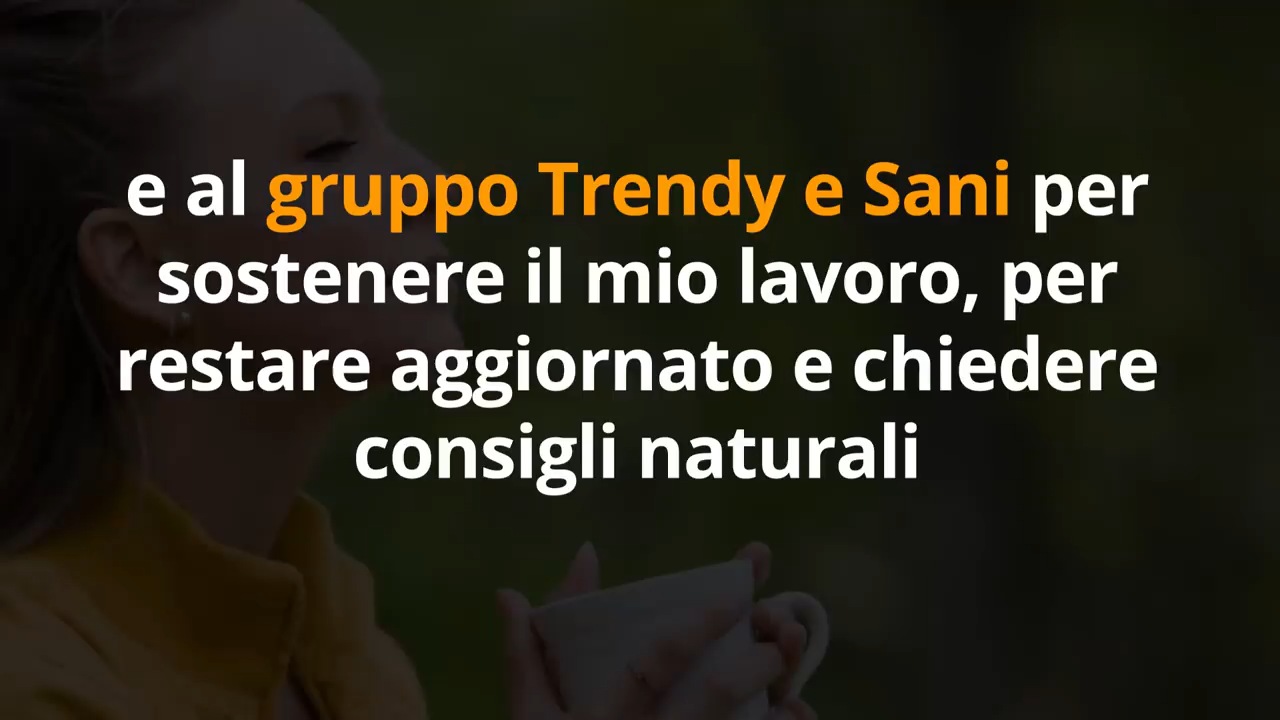 e al gruppo Trendy e Sani per
sostenere il mio lavoro, per
restare aggiornato e chiedere
consigli naturali